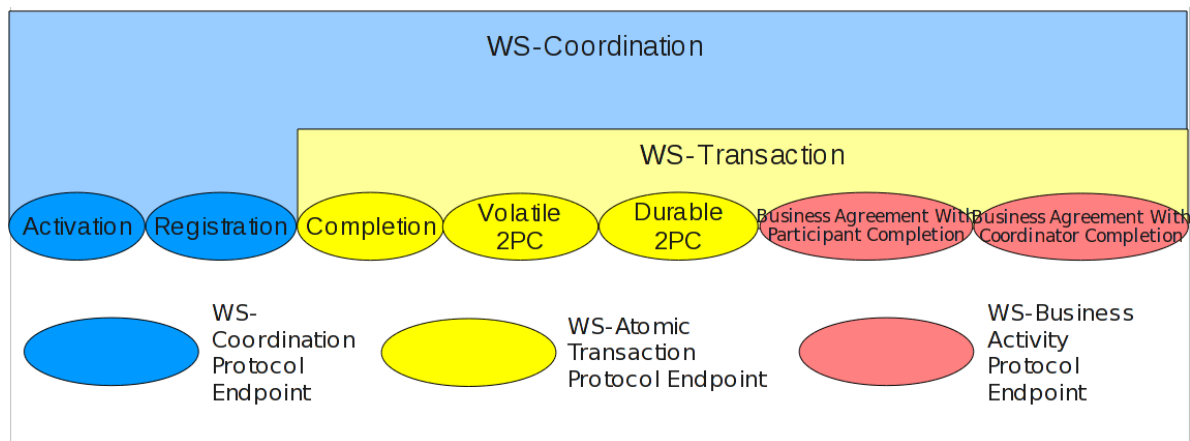 WS-Coordination
WS-Transaction
Activation
Registration
Completion
Volatile
2PC
Durable
2PC
Business Agreement With
Participant Completion
Business Agreement With
Coordinator Completion
WS-
Coordination
Protocol
Endpoint
WS-Atomic
Transaction
Protocol Endpoint
WS-Business
Activity
Protocol
Endpoint